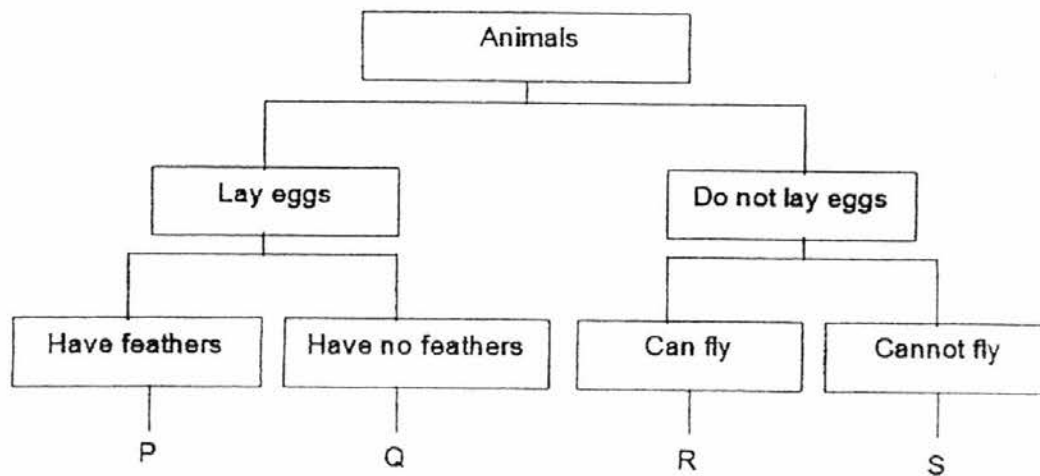 Animals
Lay eggs
Do not lay eggs
Have feathers
Have no feathers
Can fly
Cannot fly
P
Q
R
S